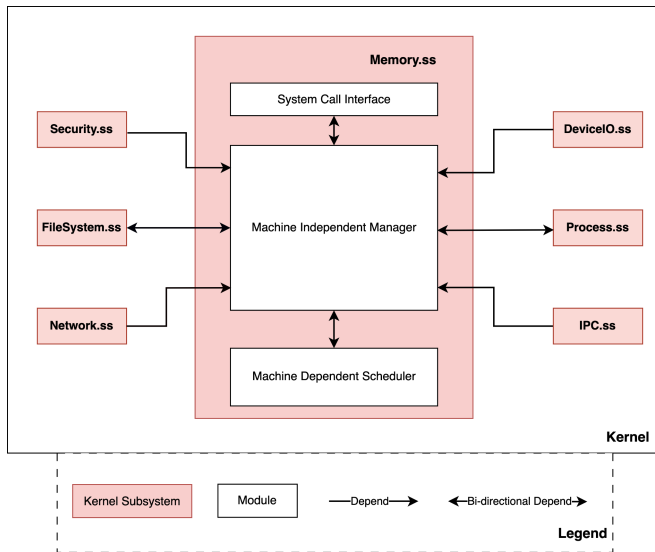 Memory.ss
System Call Interface
Security.ss
DeviceIO.ss
FileSystem.ss
Machine Independent Manager
Process.ss
Network.ss
IPC.ss
Machine Dependent Scheduler
Kernel
Kernel Subsystem
Module
Depend
Bi-directional Depend
Legend